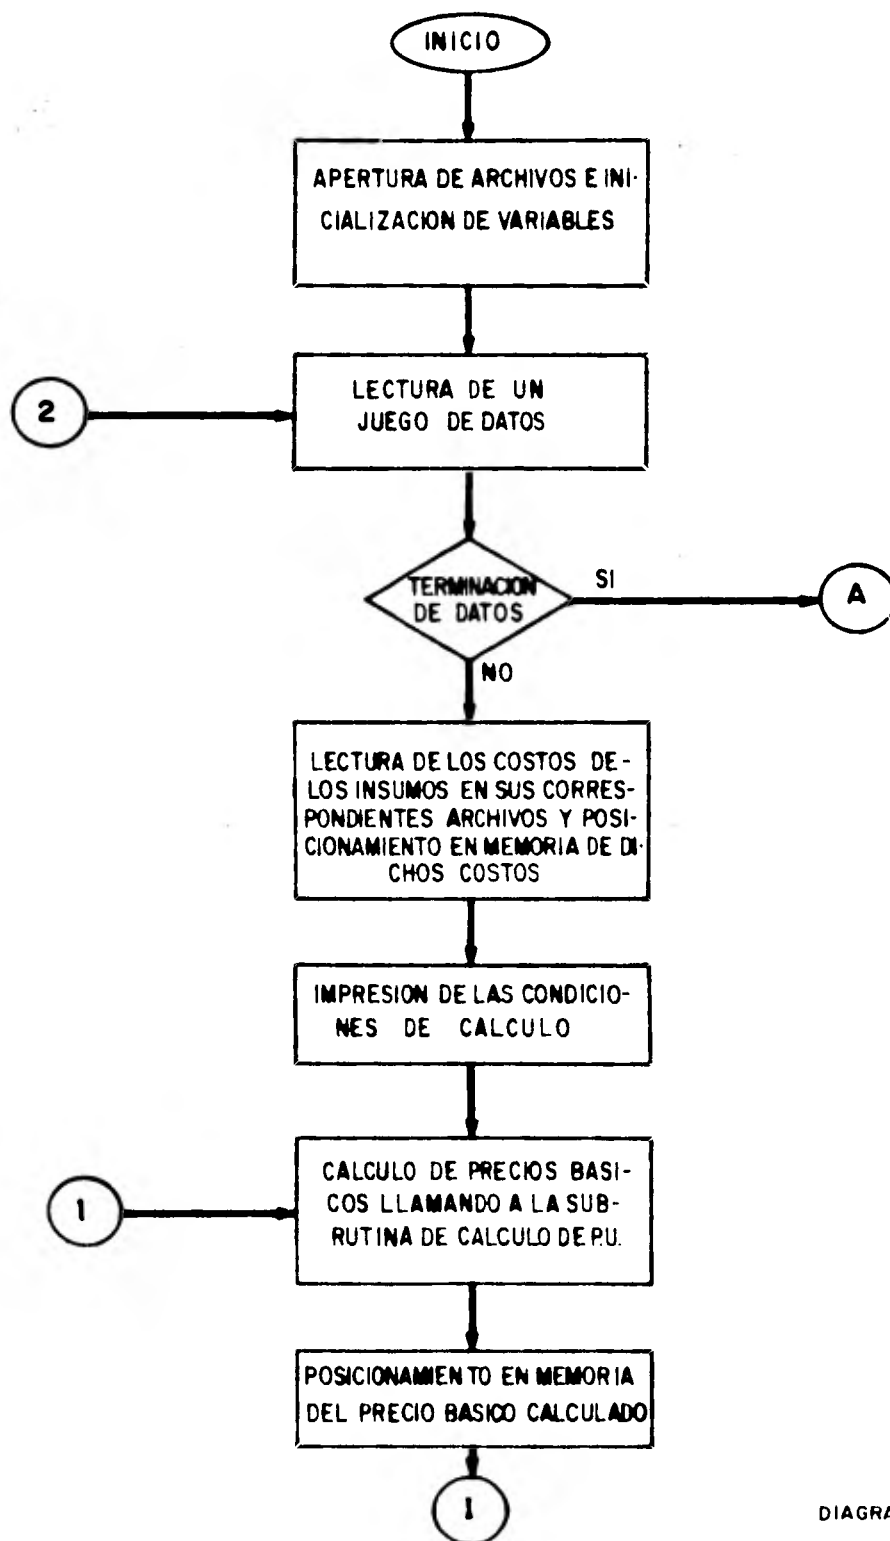 INICIO
APERTURA DE ARCHIVOS E INI-
CIALIZACION DE VARIABLES
LECTURA DE UN
JUEGO DE DATOS
2
TERMINACION
DE DATOS
SI
A
NO
LECTURA DE LOS COSTOS DE-
LOS INSUMOS EN SUS CORRES-
PONDIENTES ARCHIVOS Y POSI-
CIONAMIENTO EN MEMORIA DE DI-
CHOS COSTOS
IMPRESION DE LAS CONDICIO-
NES DE CALCULO
CALCULO DE PRECIOS BASI-
COS LLAMANDO A LA SUB-
RUTINA DE CALCULO DE P.U.
1
POSICIONAMIENTO EN MEMORIA
DEL PRECIO BASICO CALCULADO
I
DIAGRA